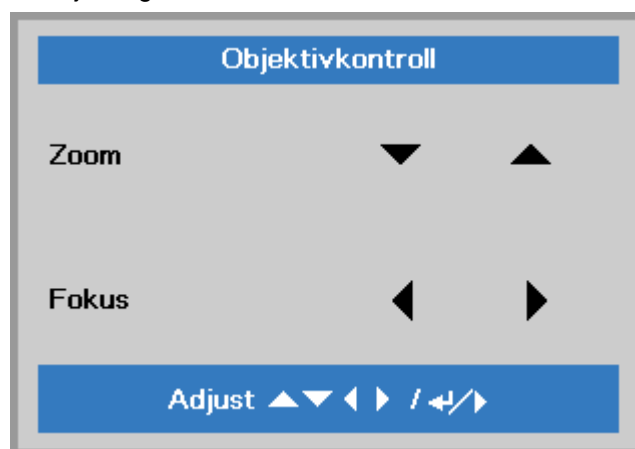 Objektivkontroll
Zoom ▼ ▲
Fokus ◀ ▶
Adjust ▲▼◀ ▶ / ↵/▶